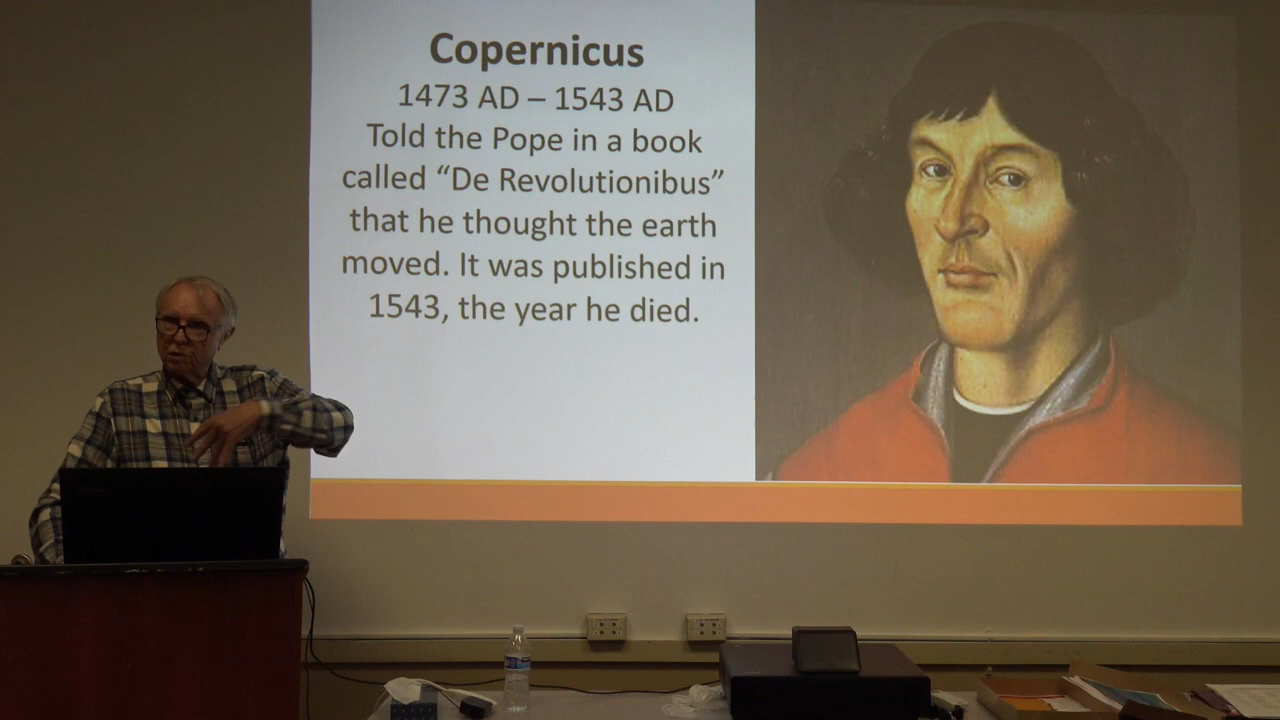 Copernicus
1473 AD – 1543 AD
Told the Pope in a book
called “De Revolutionibus”
that he thought the earth
moved. It was published in
1543, the year he died.